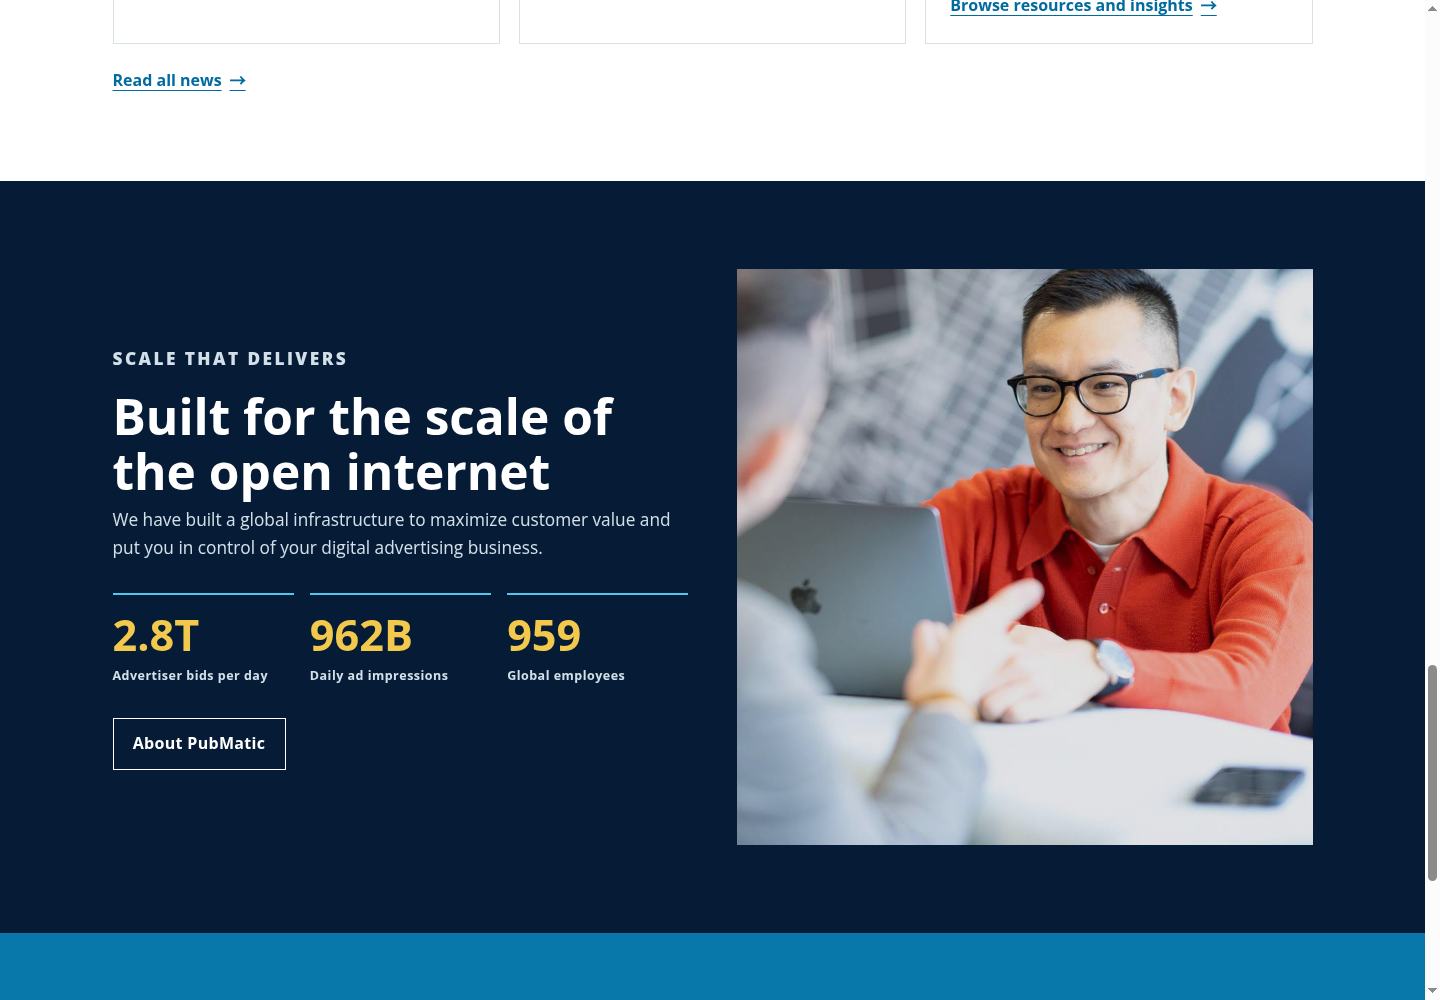 Browse resources and insights →
Read all news →
SCALE THAT DELIVERS
Built for the scale of
the open internet
We have built a global infrastructure to maximize customer value and
put you in control of your digital advertising business.
2.8T 962B 959
Advertiser bids per day Daily ad impressions Global employees
About PubMatic